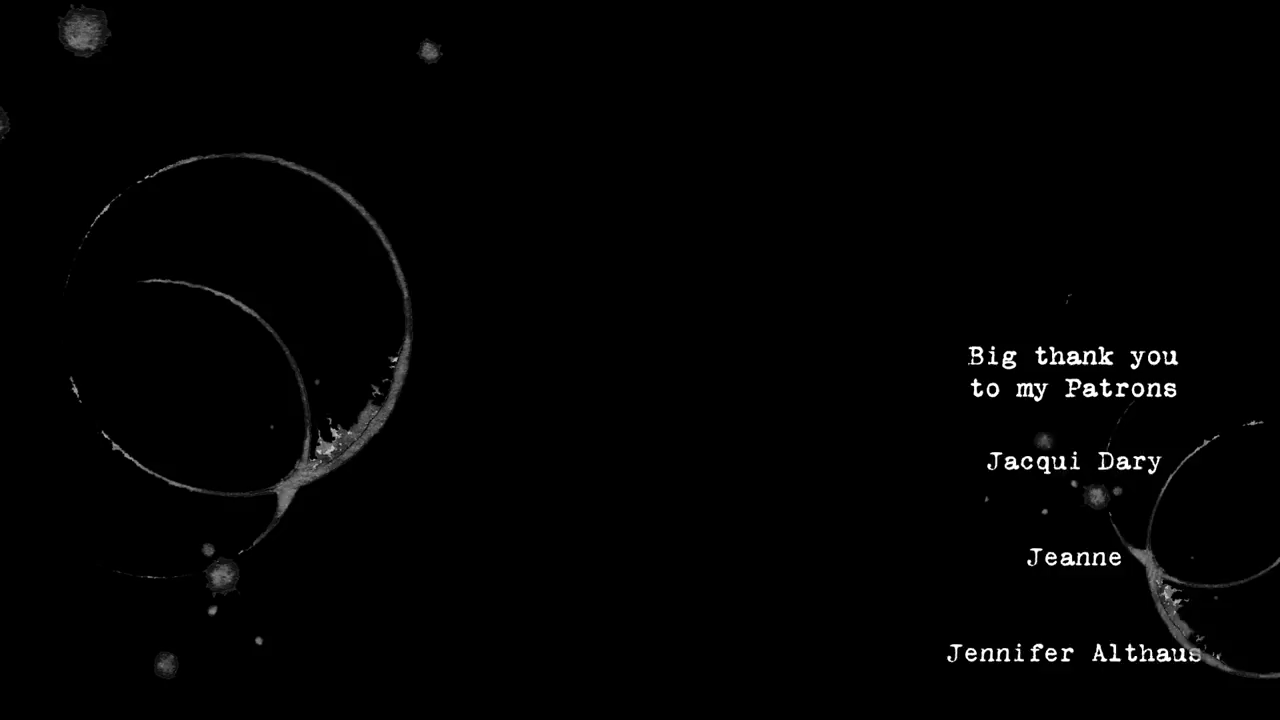 Big thank you
to my Patrons
Jacqui Dary
Jeanne
Jennifer Althaus